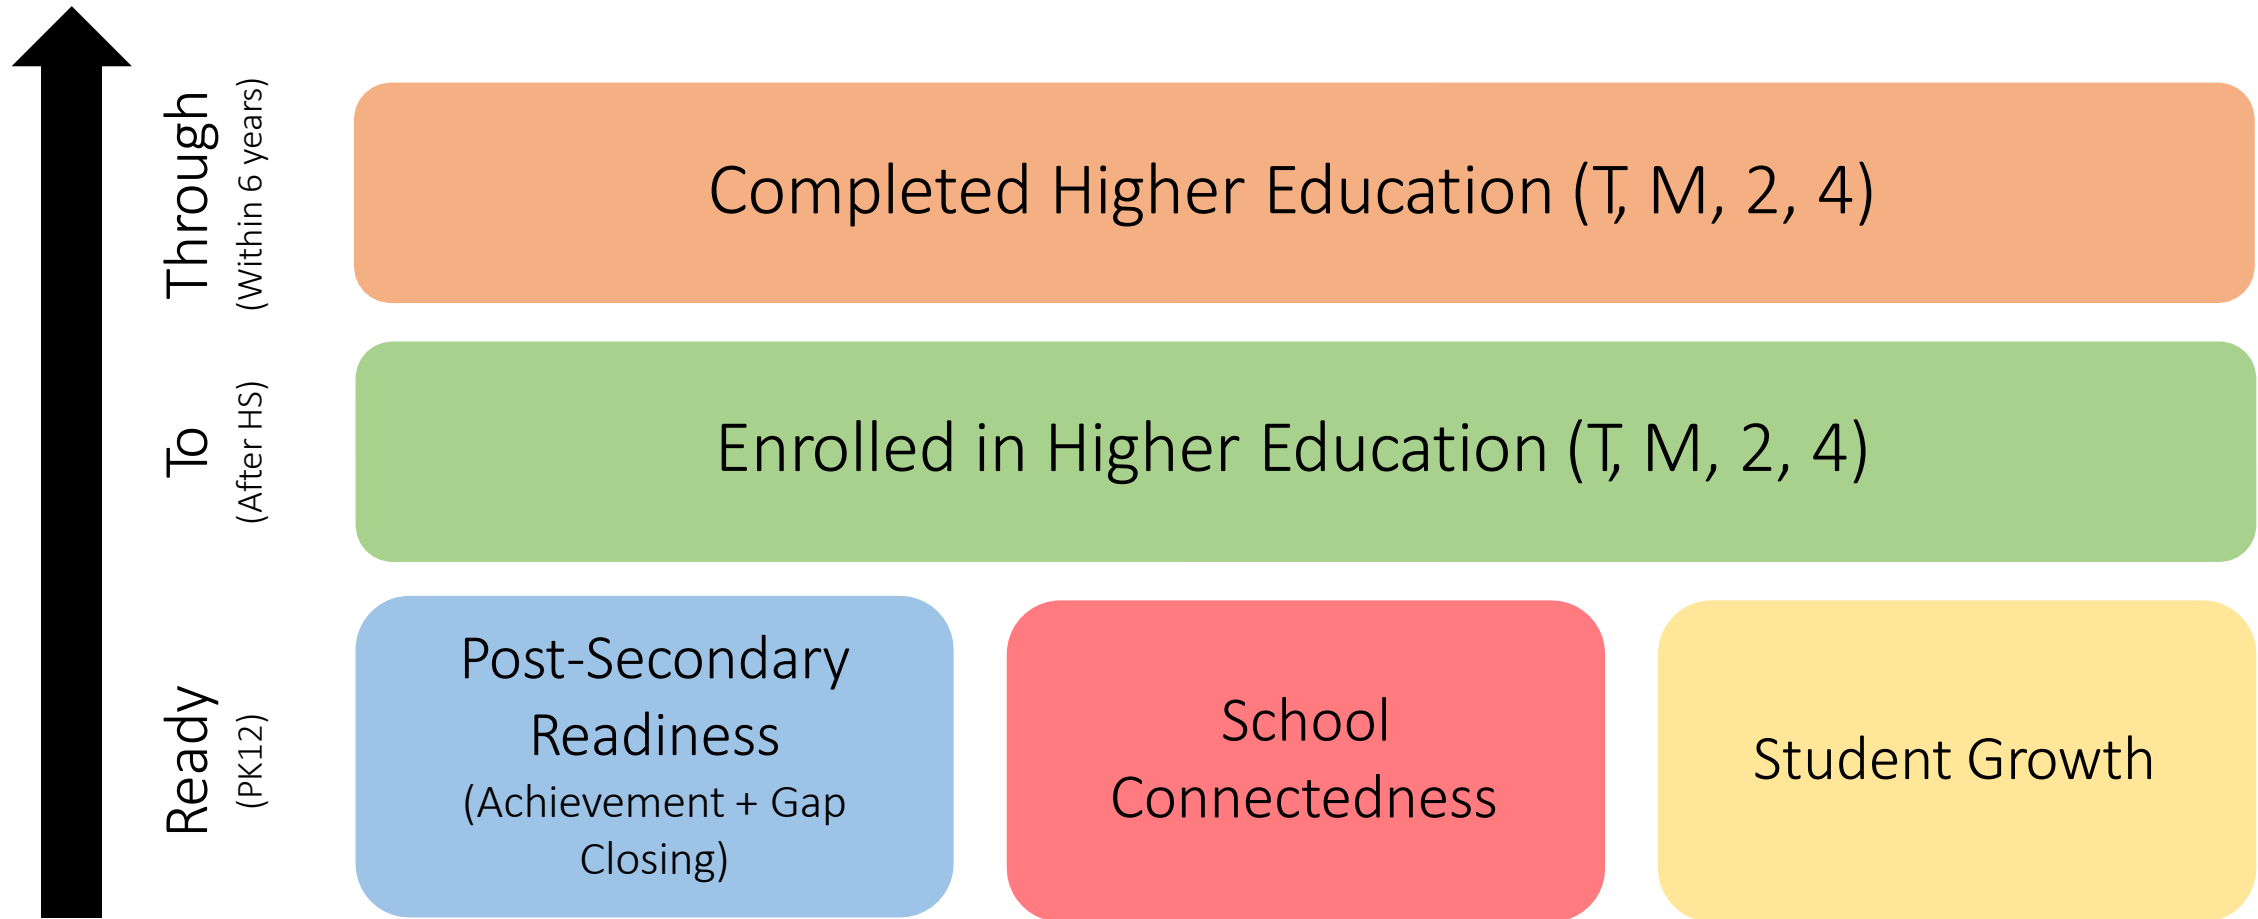 Through
(Within 6 years)
Completed Higher Education (T, M, 2, 4)
To
(After HS)
Enrolled in Higher Education (T, M, 2, 4)
Ready
(PK12)
Post-Secondary
Readiness
(Achievement + Gap
Closing)
School
Connectedness
Student Growth